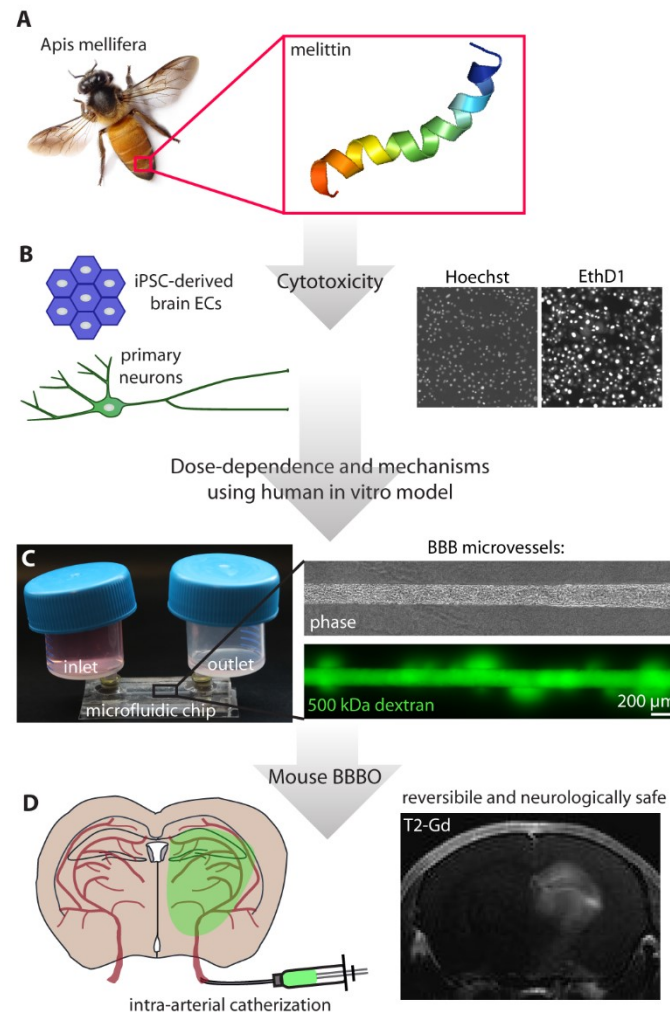 A
Apis mellifera
melittin
B
iPSC-derived
brain ECs
Cytotoxicity
Hoechst
EthD1
primary
neurons
Dose-dependence and mechanisms
using human in vitro model
C
BBB microvessels:
inlet
outlet
microfluidic chip
phase
500 kDa dextran
200 μm
Mouse BBBO
D
reversibile and neurologically safe
T2-Gd
intra-arterial catherization